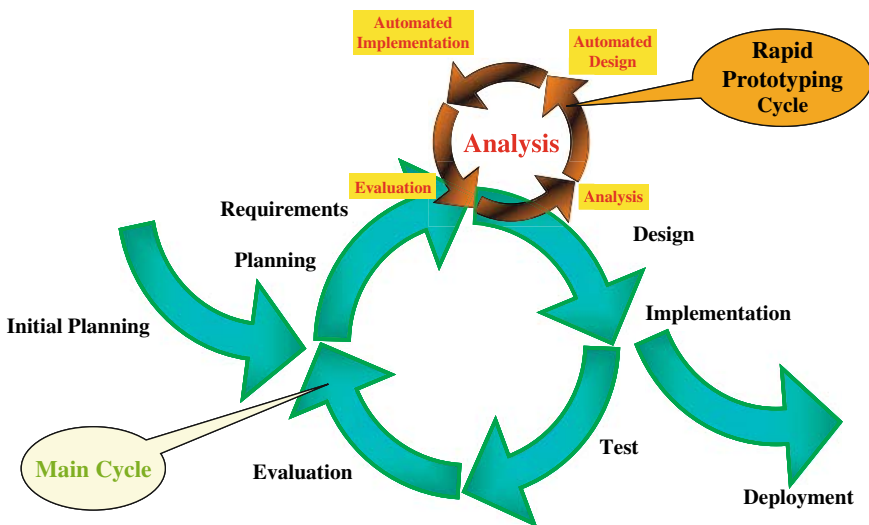 Automated
Implementation
Automated
Design
Rapid
Prototyping
Cycle
Analysis
Evaluation
Analysis
Requirements
Design
Planning
Initial Planning
Implementation
Main Cycle
Evaluation
Test
Deployment